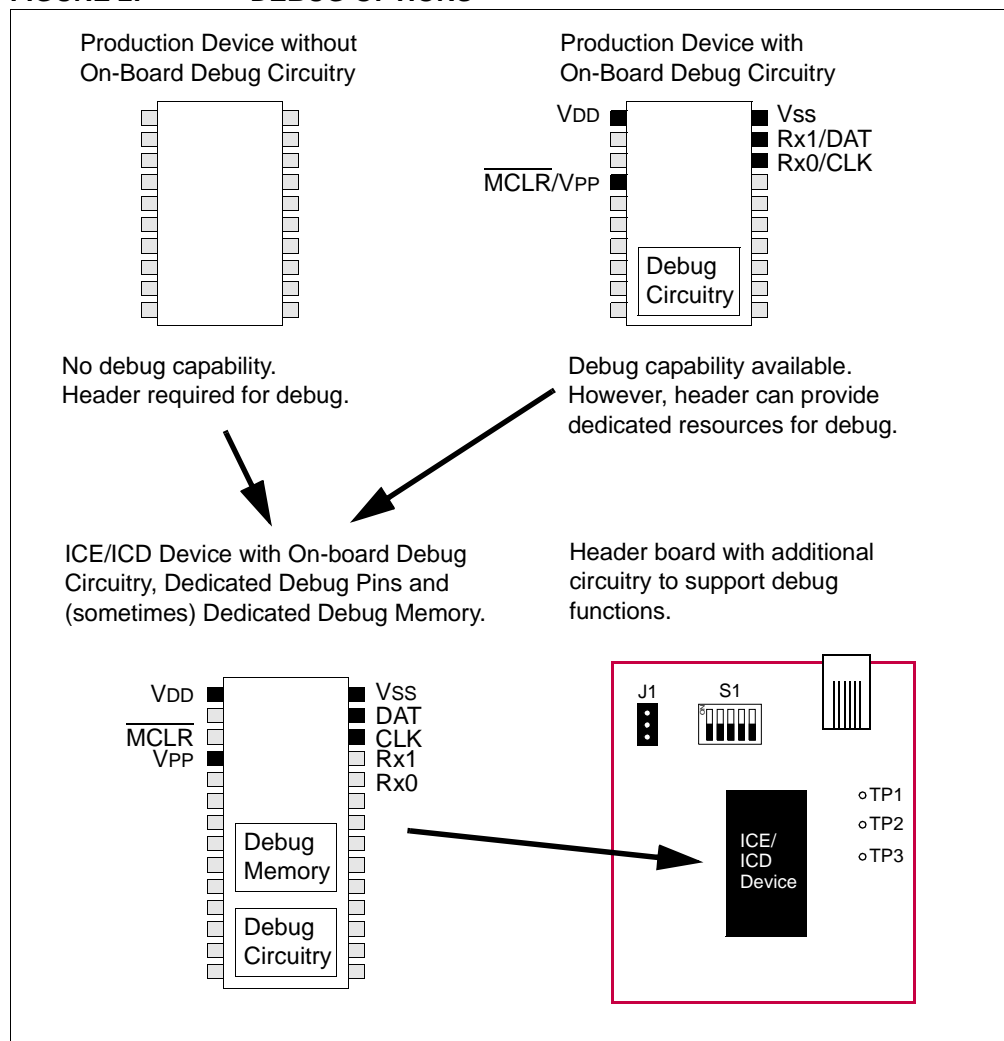 Production Device without
On-Board Debug Circuitry
Production Device with
On-Board Debug Circuitry
VDD
MCLR/VPP
Vss
Rx1/DAT
Rx0/CLK
Debug
Circuitry
No debug capability.
Header required for debug.
Debug capability available.
However, header can provide
dedicated resources for debug.
ICE/ICD Device with On-board Debug
Circuitry, Dedicated Debug Pins and
(sometimes) Dedicated Debug Memory.
Header board with additional
circuitry to support debug
functions.
VDD
MCLR
VPP
VSS
DAT
CLK
Rx1
Rx0
Debug
Memory
Debug
Circuitry
J1
S1
ON
TP1
TP2
TP3
ICE/
ICD
Device